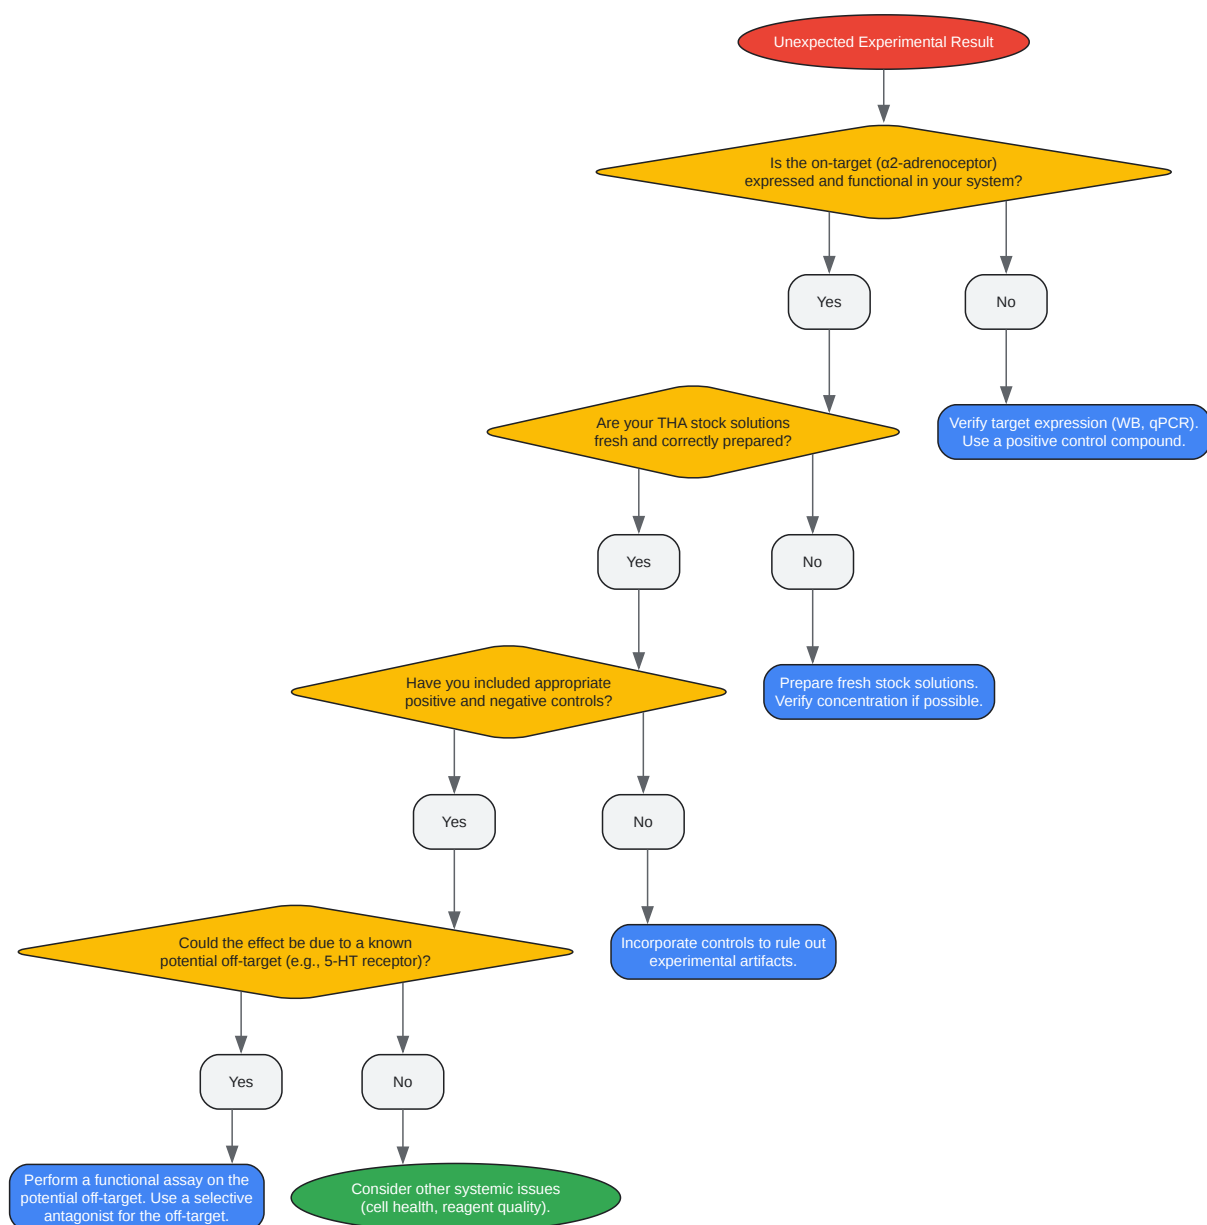 Unexpected Experimental Result
Is the on-target (α2-adrenoceptor)
expressed and functional in your system?
Yes
No
Are your THA stock solutions
fresh and correctly prepared?
Verify target expression (WB, qPCR).
Use a positive control compound.
Yes
No
Have you included appropriate
positive and negative controls?
Prepare fresh stock solutions.
Verify concentration if possible.
Yes
No
Could the effect be due to a known
potential off-target (e.g., 5-HT receptor)?
Incorporate controls to rule out
experimental artifacts.
Yes
No
Perform a functional assay on the
potential off-target. Use a selective
antagonist for the off-target.
Consider other systemic issues
(cell health, reagent quality).